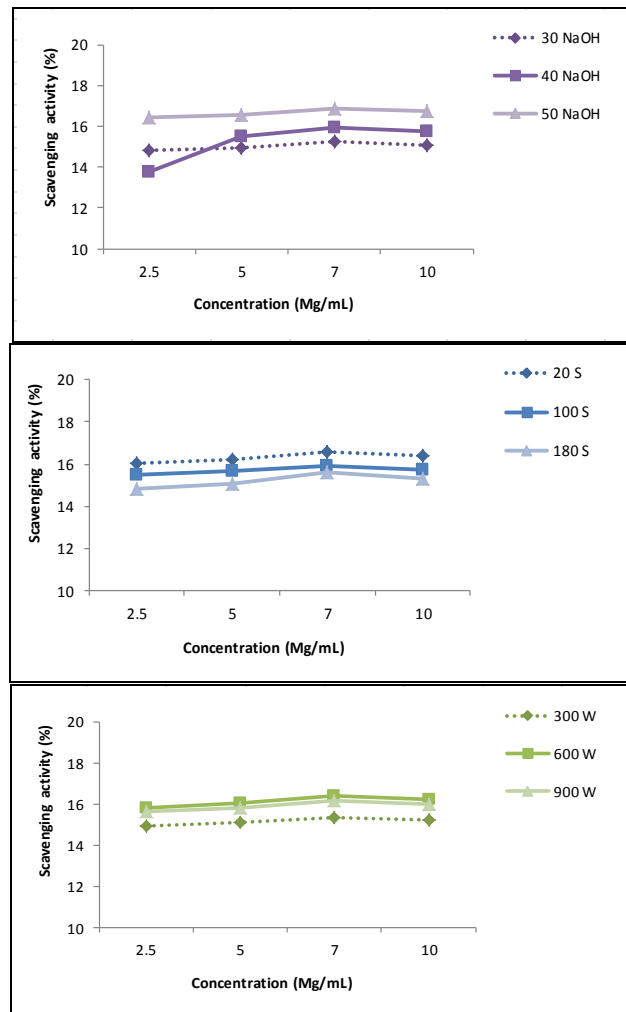 20
18
16
14
12
10
Scavenging activity (%)
2.5 5 7 10
Concentration (Mg/mL)
30 NaOH
40 NaOH
50 NaOH
20
18
16
14
12
10
Scavenging activity (%)
2.5 5 7 10
Concentration (Mg/mL)
20 S
100 S
180 S
20
18
16
14
12
10
Scavenging activity (%)
2.5 5 7 10
Concentration (Mg/mL)
300 W
600 W
900 W